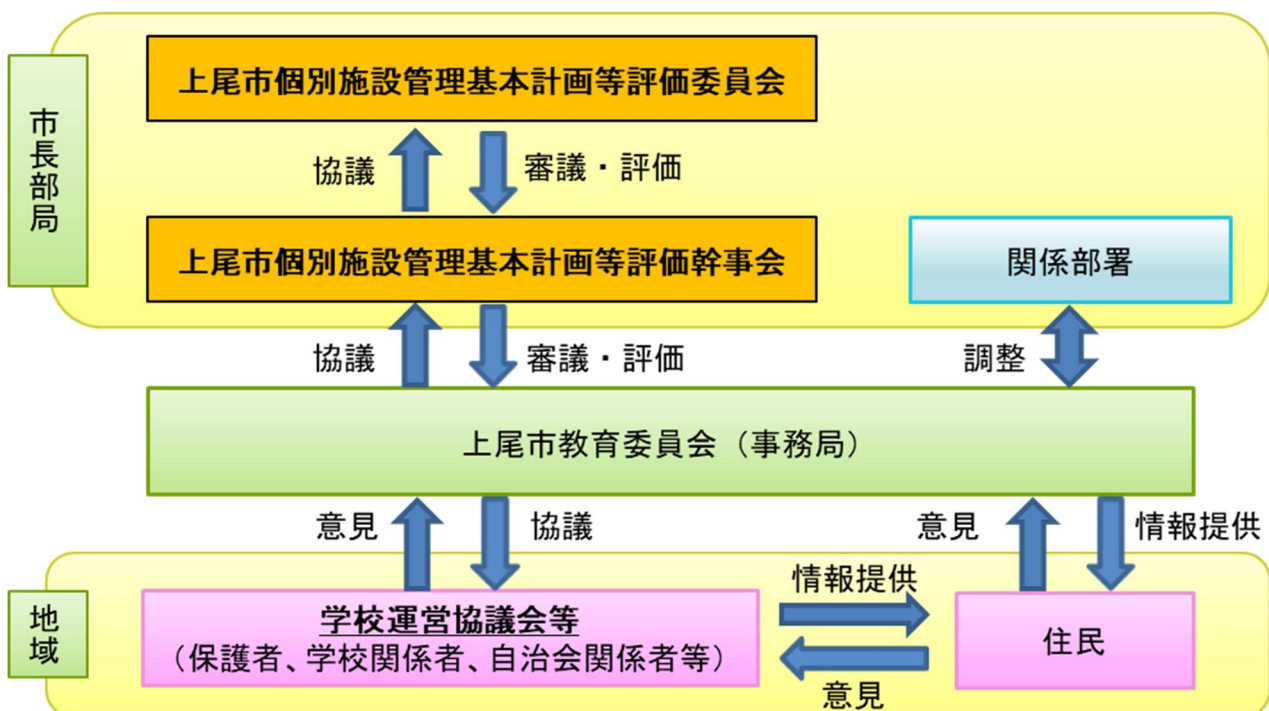 市長部局
上尾市個別施設管理基本計画等評価委員会
協議
審議・評価
上尾市個別施設管理基本計画等評価幹事会
関係部署
協議
審議・評価
調整
上尾市教育委員会（事務局）
意見
協議
意見
情報提供
地域
学校運営協議会等
（保護者、学校関係者、自治会関係者等）
情報提供
意見
住民